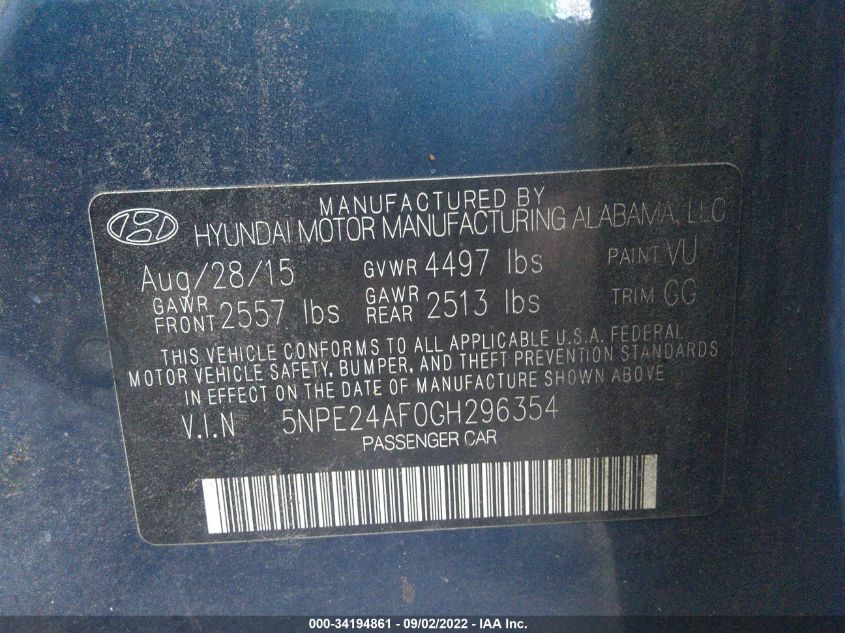 MANUFACTURED BY
HYUNDAI MOTOR MANUFACTURING ALABAMA, LLC
Aug/28/15 GVWR 4497 lbs PAINT VU
GAWR FRONT 2557 lbs GAWR REAR 2513 lbs TRIM GG
THIS VEHICLE CONFORMS TO ALL APPLICABLE U.S.A. FEDERAL
MOTOR VEHICLE SAFETY, BUMPER, AND THEFT PREVENTION STANDARDS
IN EFFECT ON THE DATE OF MANUFACTURE SHOWN ABOVE
V.I.N 5NPE24AF0GH296354
PASSENGER CAR
000-34194861 - 09/02/2022 - IAA Inc.